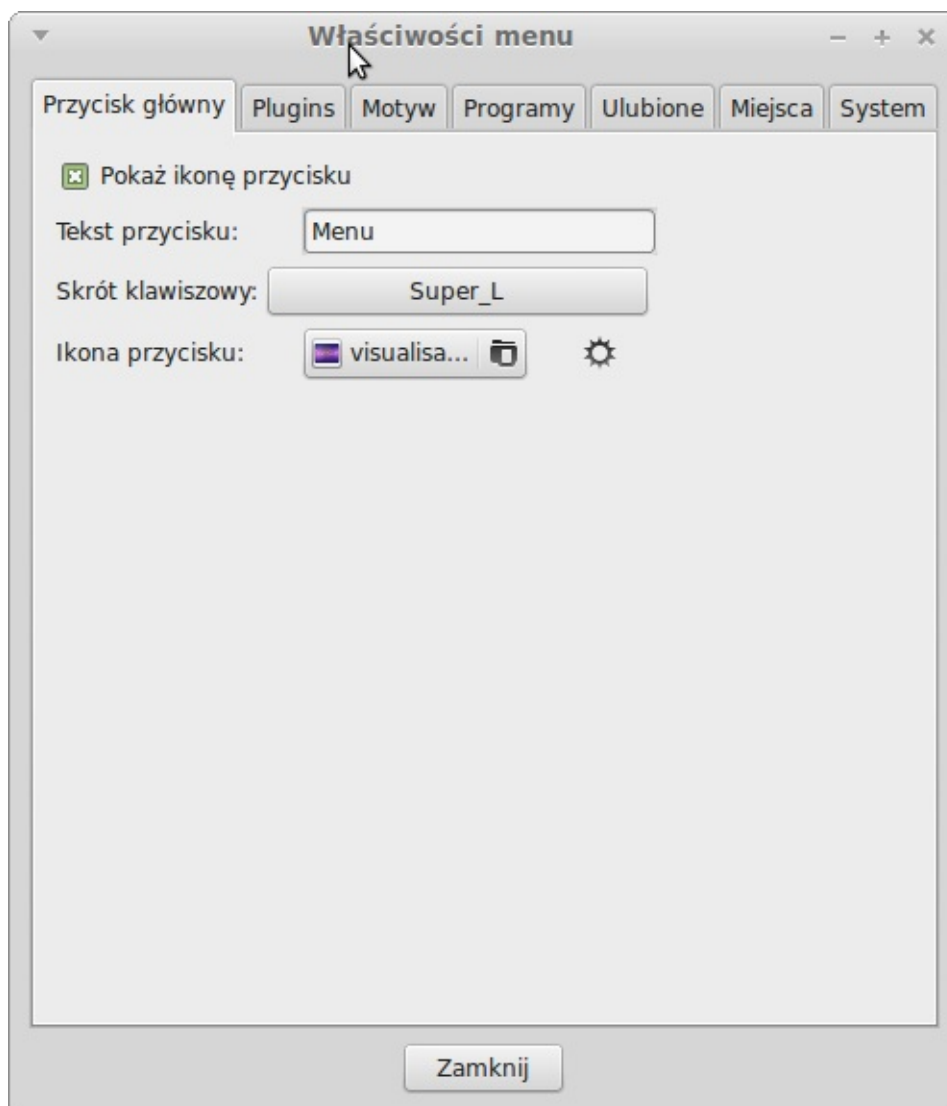 Właściwości menu
Przycisk główny Plugins Motyw Programy Ulubione Miejsca System
Pokaż ikonę przycisku
Tekst przycisku: Menu
Skrót klawiszowy: Super_L
Ikona przycisku: visualisa...
Zamknij